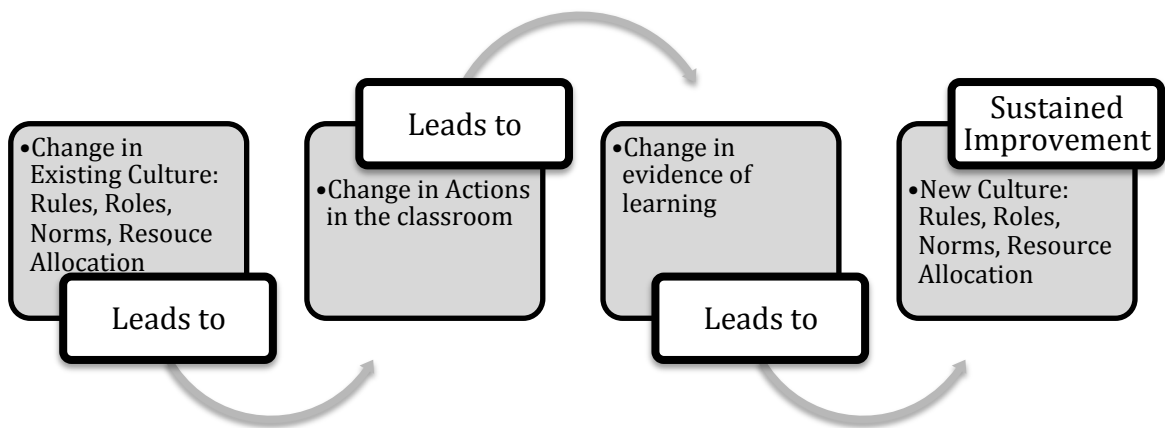 •Change in
Existing Culture:
Rules, Roles,
Norms, Resouce
Allocation
Leads to
Leads to
•Change in Actions
in the classroom
•Change in
evidence of
learning
Leads to
Sustained
Improvement
•New Culture:
Rules, Roles,
Norms, Resource
Allocation